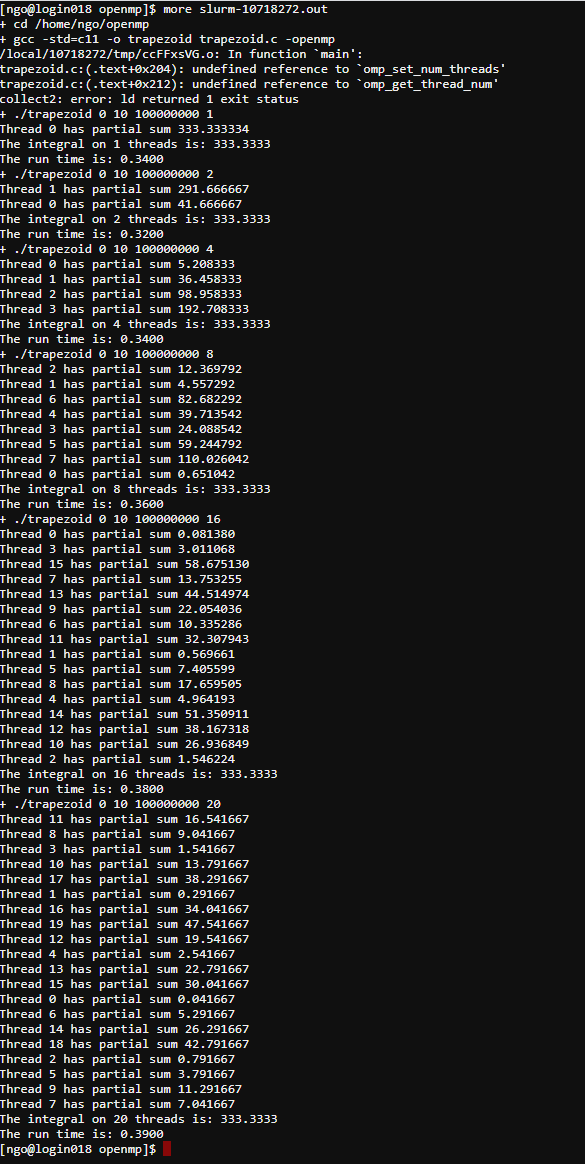 [ngo@login018 openmp]$ more slurm-10718272.out
+ cd /home/ngo/openmp
+ gcc -std=c11 -o trapezoid trapezoid.c -openmp
/local/10718272/tmp/ccFFxsVG.o: In function `main':
trapezoid.c:(.text+0x204): undefined reference to `omp_set_num_threads'
trapezoid.c:(.text+0x212): undefined reference to `omp_get_thread_num'
collect2: error: ld returned 1 exit status
+ ./trapezoid 0 10 100000000 1
Thread 0 has partial sum 333.333334
The integral on 1 threads is: 333.3333
The run time is: 0.3400
+ ./trapezoid 0 10 100000000 2
Thread 1 has partial sum 291.666667
Thread 0 has partial sum 41.666667
The integral on 2 threads is: 333.3333
The run time is: 0.3200
+ ./trapezoid 0 10 100000000 4
Thread 0 has partial sum 5.208333
Thread 1 has partial sum 36.458333
Thread 2 has partial sum 98.958333
Thread 3 has partial sum 192.708333
The integral on 4 threads is: 333.3333
The run time is: 0.3400
+ ./trapezoid 0 10 100000000 8
Thread 2 has partial sum 12.369792
Thread 1 has partial sum 4.557292
Thread 6 has partial sum 82.682292
Thread 4 has partial sum 39.713542
Thread 3 has partial sum 24.088542
Thread 5 has partial sum 59.244792
Thread 7 has partial sum 110.026042
Thread 0 has partial sum 0.651042
The integral on 8 threads is: 333.3333
The run time is: 0.3600
+ ./trapezoid 0 10 100000000 16
Thread 0 has partial sum 0.081380
Thread 3 has partial sum 3.011068
Thread 15 has partial sum 58.675130
Thread 7 has partial sum 13.753255
Thread 13 has partial sum 44.514974
Thread 9 has partial sum 22.054036
Thread 6 has partial sum 10.335286
Thread 11 has partial sum 32.307943
Thread 1 has partial sum 0.569661
Thread 5 has partial sum 7.405599
Thread 8 has partial sum 17.659505
Thread 4 has partial sum 4.964193
Thread 14 has partial sum 51.350911
Thread 12 has partial sum 38.167318
Thread 10 has partial sum 26.936849
Thread 2 has partial sum 1.546224
The integral on 16 threads is: 333.3333
The run time is: 0.3800
+ ./trapezoid 0 10 100000000 20
Thread 11 has partial sum 16.541667
Thread 8 has partial sum 9.041667
Thread 3 has partial sum 1.541667
Thread 10 has partial sum 13.791667
Thread 17 has partial sum 38.291667
Thread 1 has partial sum 0.291667
Thread 16 has partial sum 34.041667
Thread 19 has partial sum 47.541667
Thread 12 has partial sum 19.541667
Thread 4 has partial sum 2.541667
Thread 13 has partial sum 22.791667
Thread 15 has partial sum 30.041667
Thread 0 has partial sum 0.041667
Thread 6 has partial sum 5.291667
Thread 14 has partial sum 26.291667
Thread 18 has partial sum 42.791667
Thread 2 has partial sum 0.791667
Thread 5 has partial sum 3.791667
Thread 9 has partial sum 11.291667
Thread 7 has partial sum 7.041667
The integral on 20 threads is: 333.3333
The run time is: 0.3900
[ngo@login018 openmp]$